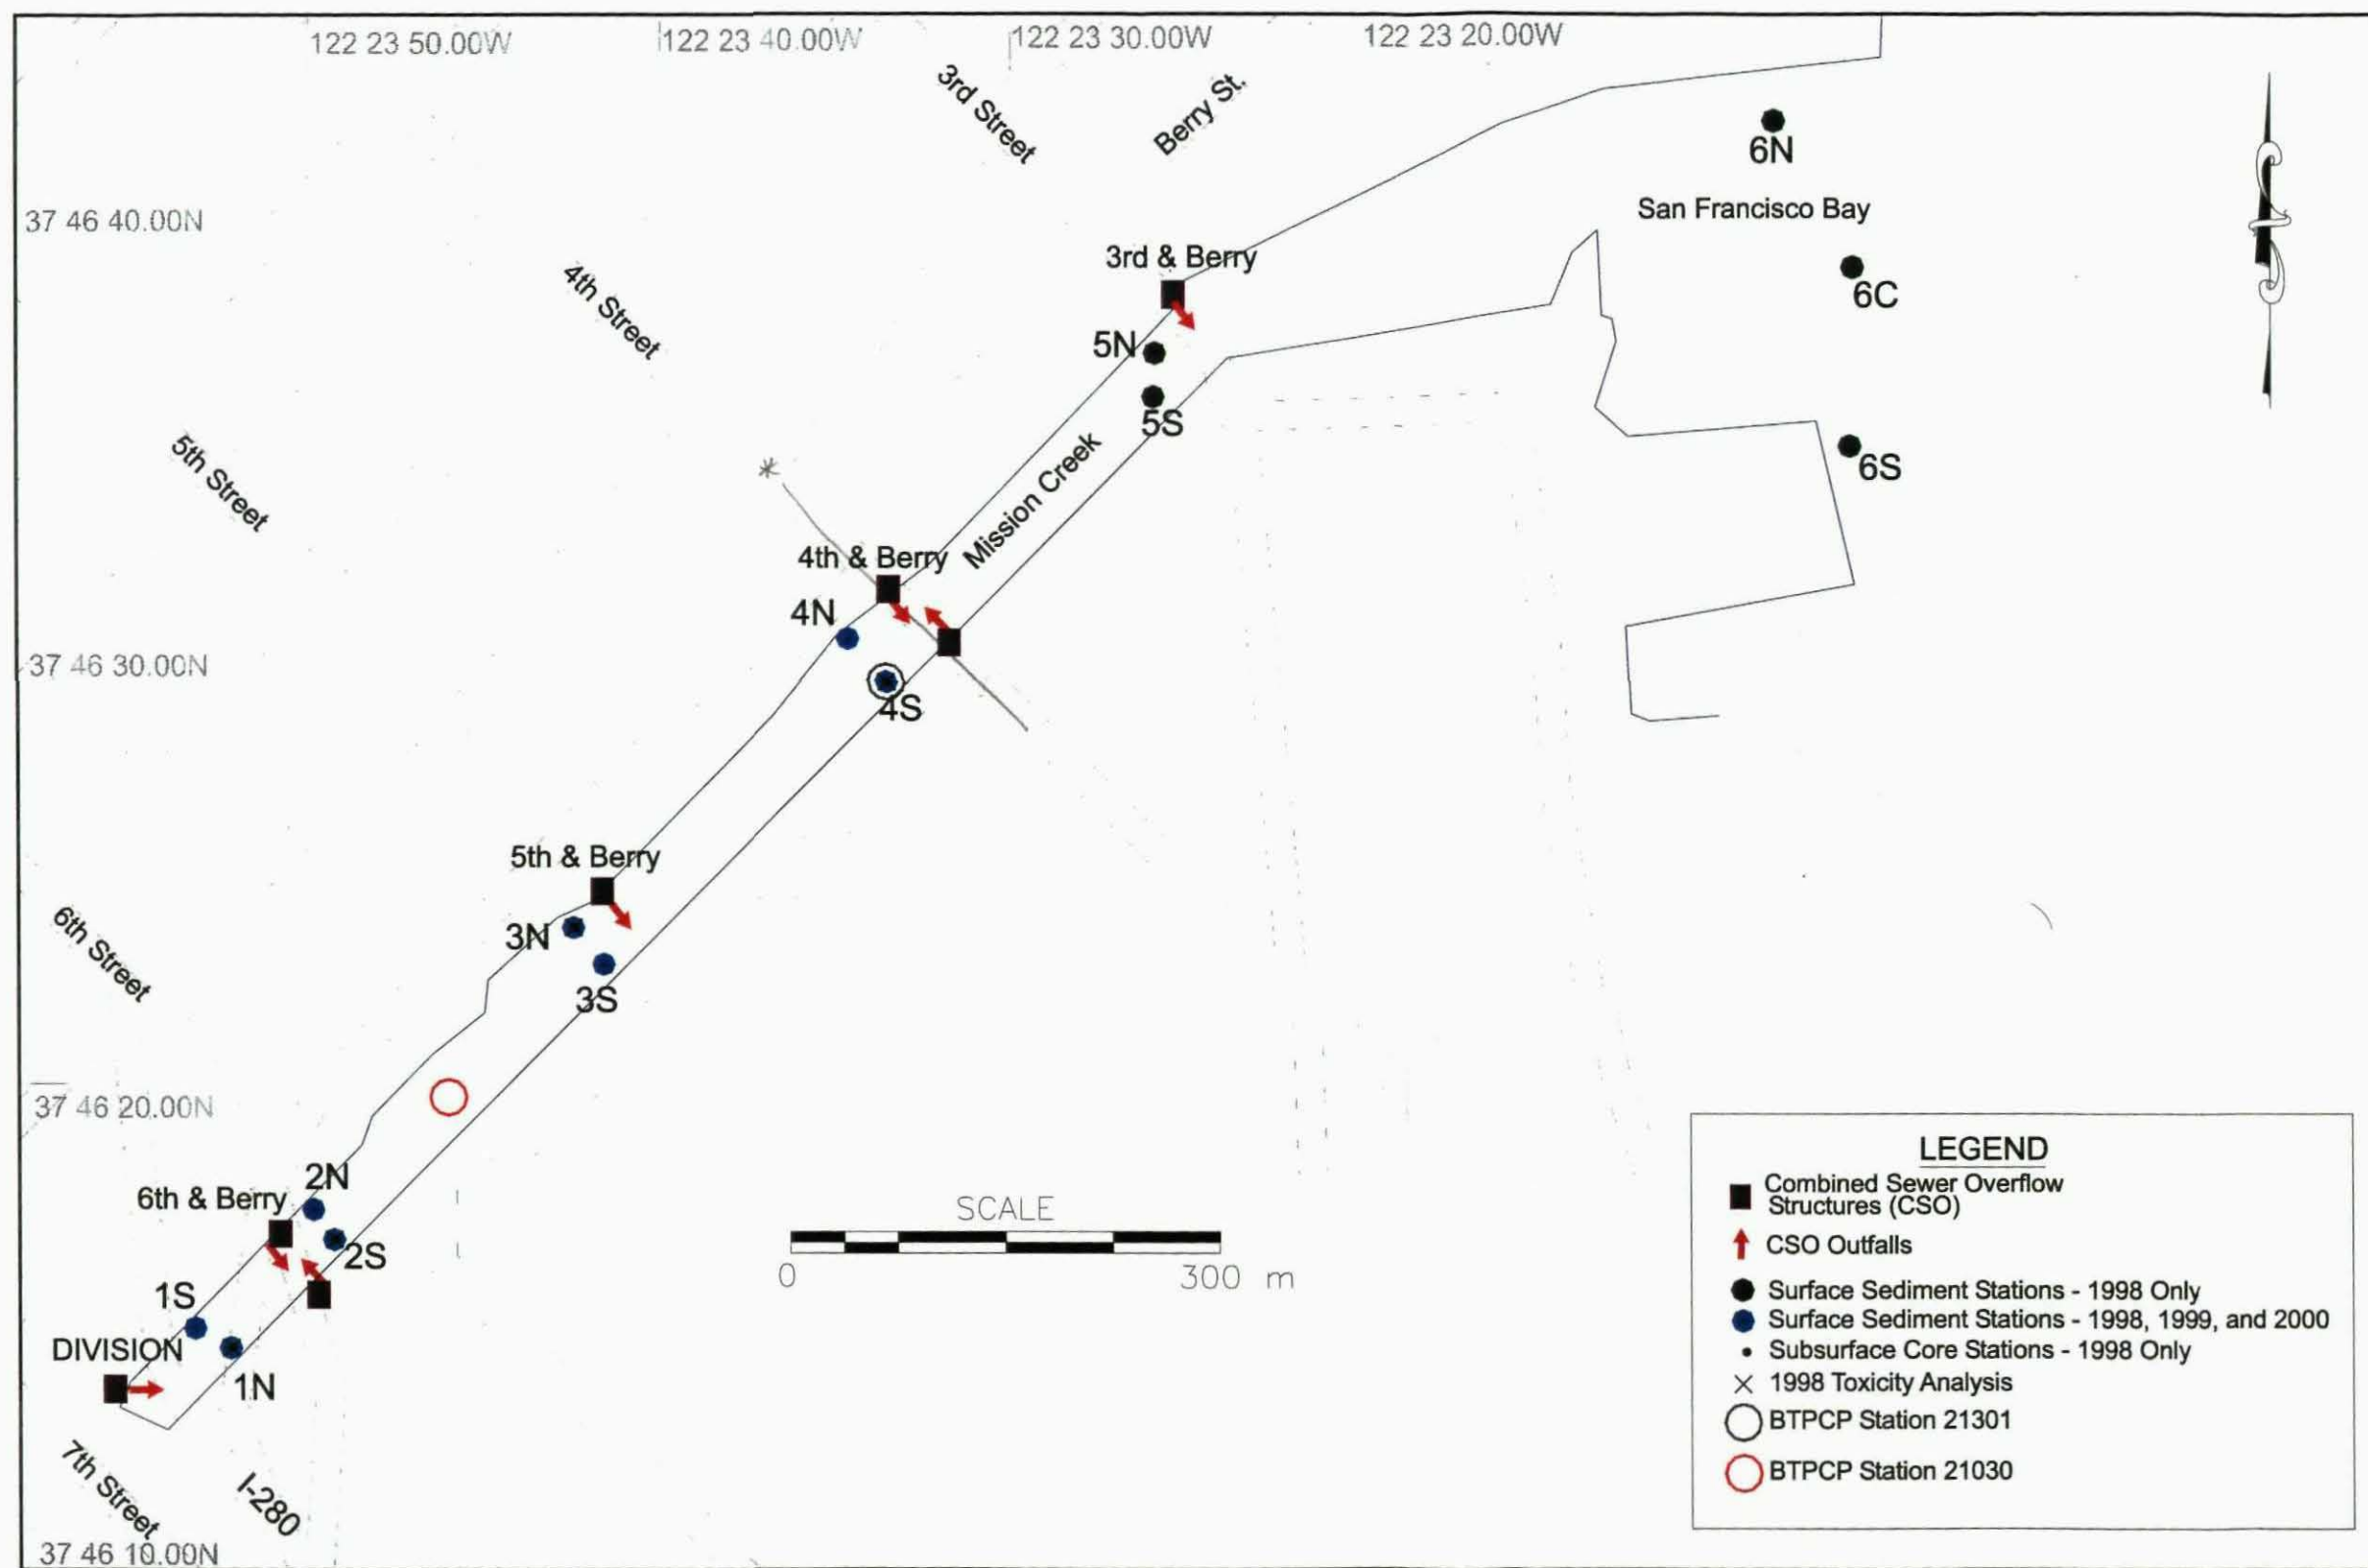 122 23 50.00W
122 23 40.00W
122 23 30.00W
122 23 20.00W
3rd Street
Berry St.
6N
San Francisco Bay
37 46 40.00N
3rd & Berry
6C
4th Street
5N
5S
6S
5th Street
Mission Creek
4th & Berry
4N
37 46 30.00N
4S
5th & Berry
3N
6th Street
3S
37 46 20.00N
2N
6th & Berry
2S
1S
DIVISION
1N
7th Street
I-280
37 46 10.00N
SCALE
0 300 m
LEGEND
Combined Sewer Overflow
Structures (CSO)
CSO Outfalls
Surface Sediment Stations - 1998 Only
Surface Sediment Stations - 1998, 1999, and 2000
Subsurface Core Stations - 1998 Only
1998 Toxicity Analysis
BTPCP Station 21301
BTPCP Station 21030